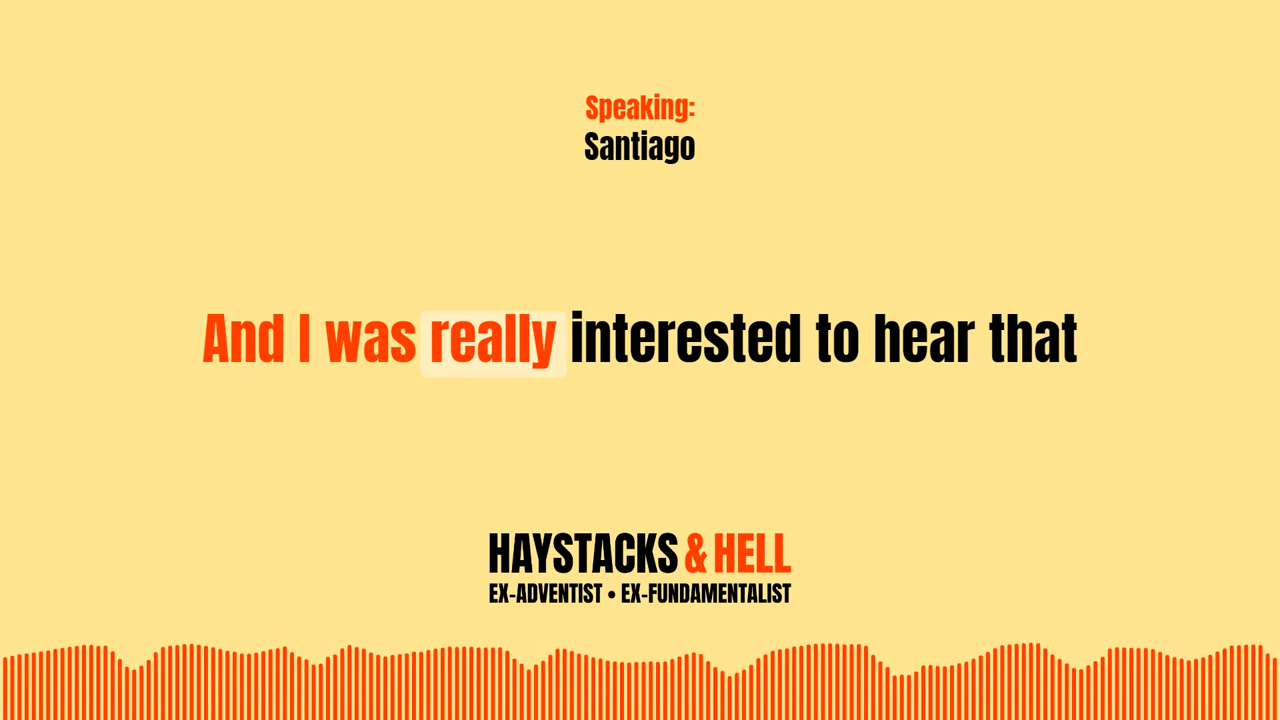 Speaking:
Santiago
And I was really interested to hear that
HAYSTACKS & HELL
EX-ADVENTIST • EX-FUNDAMENTALIST